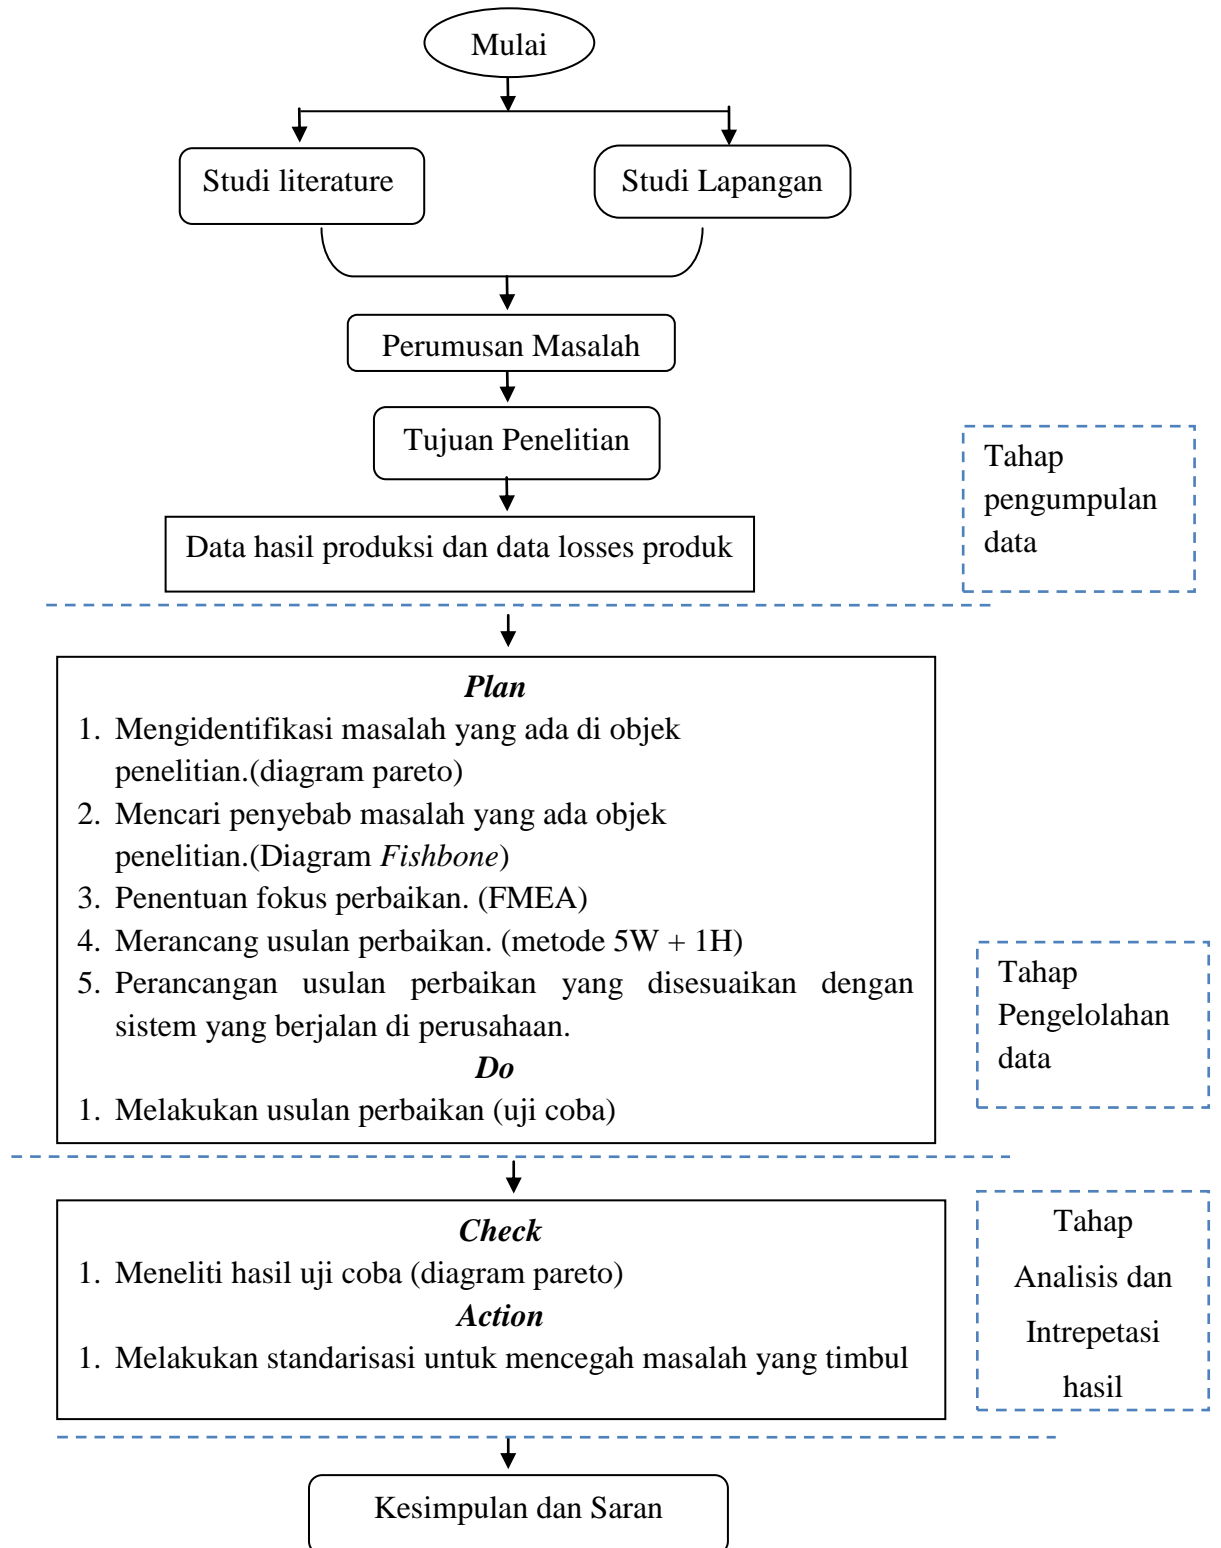 Mulai
Studi literature
Studi Lapangan
Perumusan Masalah
Tujuan Penelitian
Data hasil produksi dan data losses produk
Tahap
pengumpulan
data
Plan
1. Mengidentifikasi masalah yang ada di objek
penelitian.(diagram pareto)
2. Mencari penyebab masalah yang ada objek
penelitian.(Diagram Fishbone)
3. Penentuan fokus perbaikan. (FMEA)
4. Merancang usulan perbaikan. (metode 5W + 1H)
5. Perancangan usulan perbaikan yang disesuaikan dengan
sistem yang berjalan di perusahaan.
Do
1. Melakukan usulan perbaikan (uji coba)
Tahap
Pengelolahan
data
Check
1. Meneliti hasil uji coba (diagram pareto)
Action
1. Melakukan standarisasi untuk mencegah masalah yang timbul
Tahap
Analisis dan
Intrepetasi
hasil
Kesimpulan dan Saran